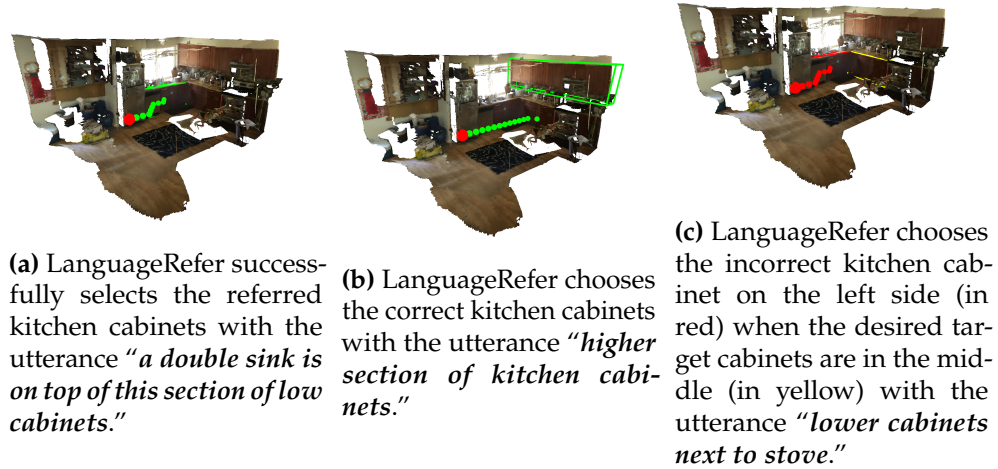 (a) LanguageRefer success-
fully selects the referred
kitchen cabinets with the
utterance “a double sink is
on top of this section of low
cabinets.”
(b) LanguageRefer chooses
the correct kitchen cabinets
with the utterance “higher
section of kitchen cabi-
nets.”
(c) LanguageRefer chooses
the incorrect kitchen cab-
inet on the left side (in
red) when the desired tar-
get cabinets are in the mid-
dle (in yellow) with the
utterance “lower cabinets
next to stove.”